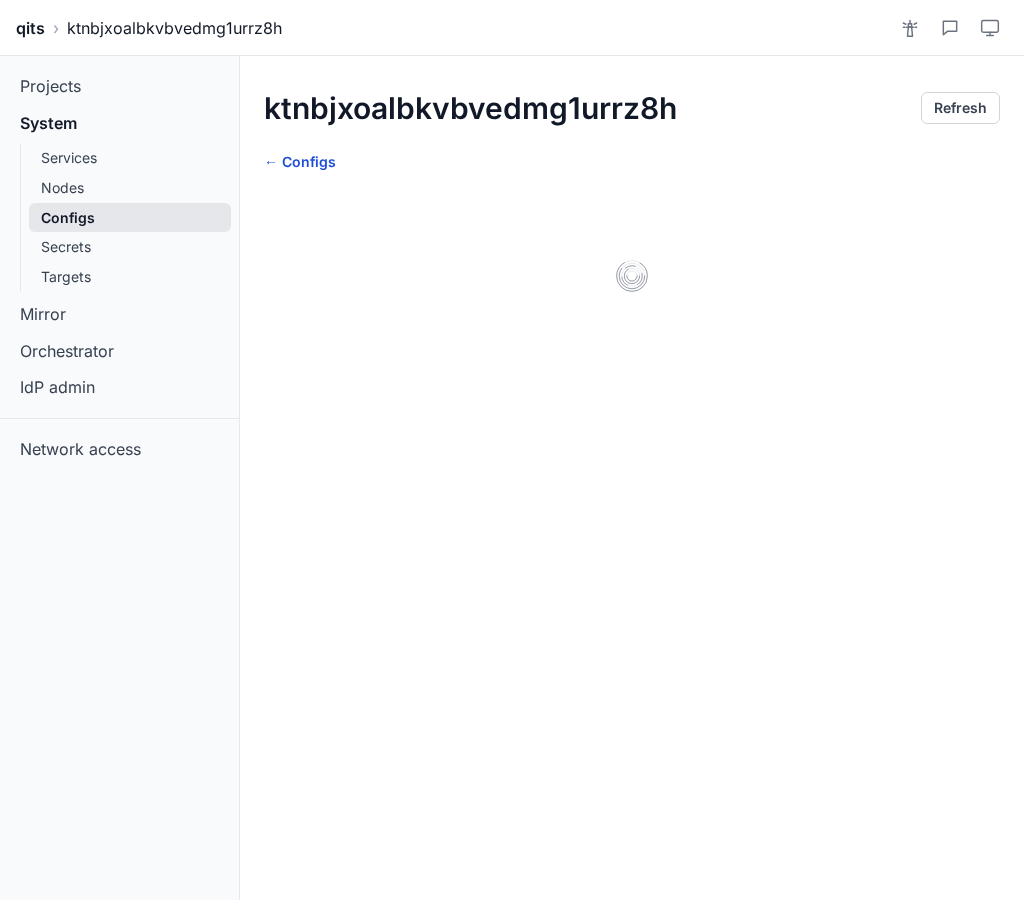 qits › ktnbjxoalbkvbvedmg1urrz8h
Projects
System
Services
Nodes
Configs
Secrets
Targets
Mirror
Orchestrator
IdP admin
Network access
ktnbjxoalbkvbvedmg1urrz8h
Refresh
← Configs